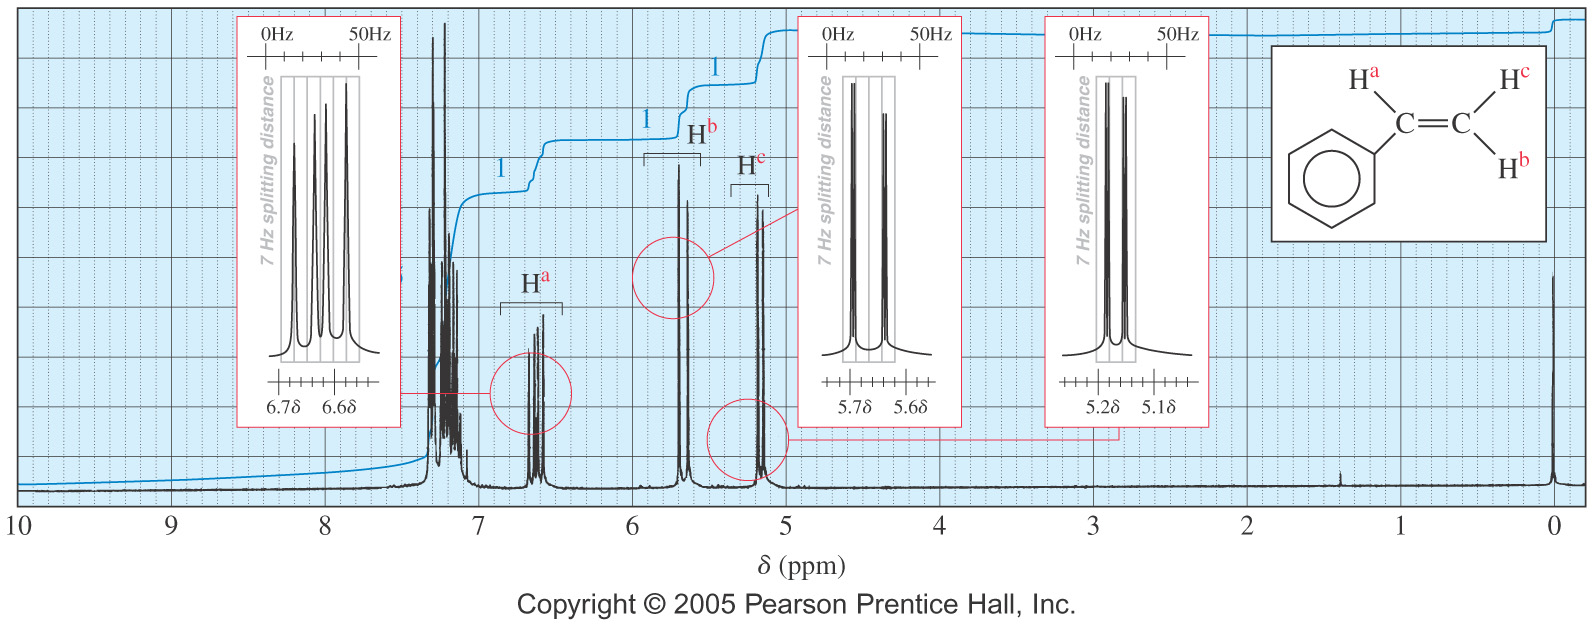 0Hz 50Hz
7 Hz splitting distance
6.7δ 6.6δ
0Hz 50Hz
7 Hz splitting distance
5.7δ 5.6δ
0Hz 50Hz
7 Hz splitting distance
5.2δ 5.1δ
Hᵃ Hᶜ
C=C
Hᵇ
1
1
1
Hᵇ
Hᶜ
Hᵃ
10 9 8 7 6 5 4 3 2 1 0
δ (ppm)
Copyright © 2005 Pearson Prentice Hall, Inc.